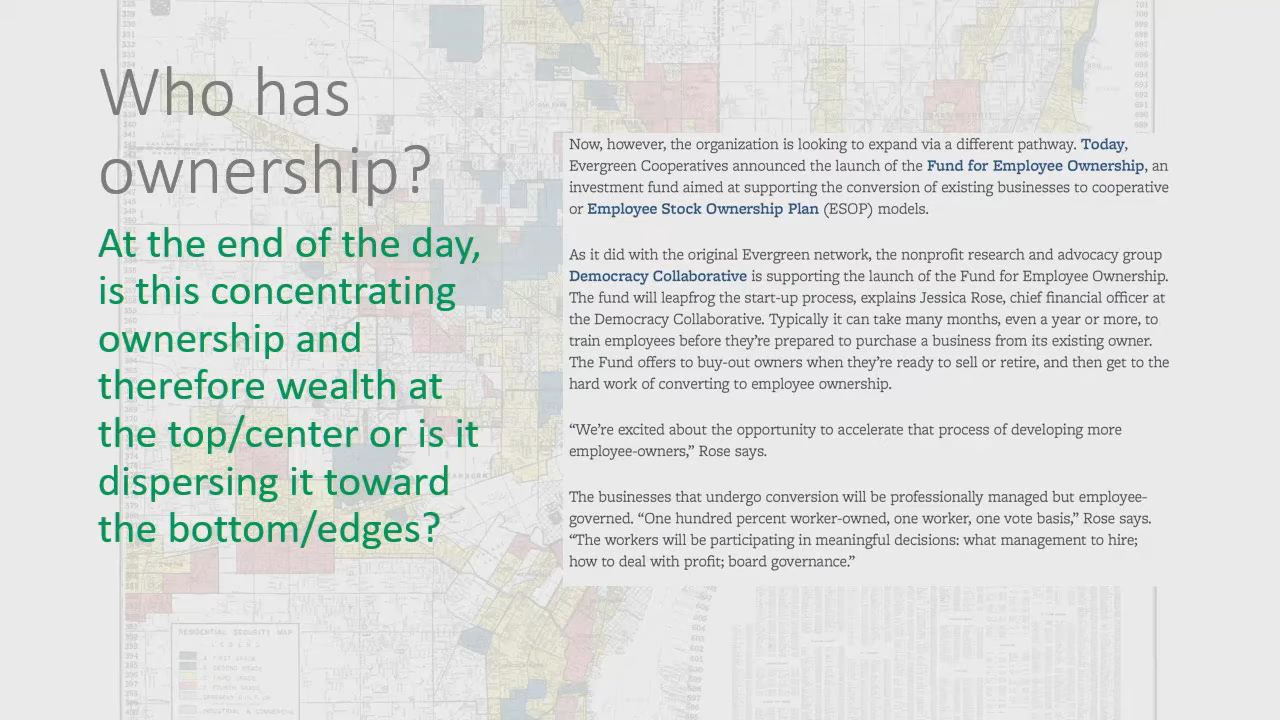 Who has
ownership?
At the end of the day,
is this concentrating
ownership and
therefore wealth at
the top/center or is it
dispersing it toward
the bottom/edges?
Now, however, the organization is looking to expand via a different pathway. Today,
Evergreen Cooperatives announced the launch of the Fund for Employee Ownership, an
investment fund aimed at supporting the conversion of existing businesses to cooperative
or Employee Stock Ownership Plan (ESOP) models.
As it did with the original Evergreen network, the nonprofit research and advocacy group
Democracy Collaborative is supporting the launch of the Fund for Employee Ownership.
The fund will leapfrog the start-up process, explains Jessica Rose, chief financial officer at
the Democracy Collaborative. Typically it can take many months, even a year or more, to
train employees before they’re prepared to purchase a business from its existing owner.
The Fund offers to buy-out owners when they’re ready to sell or retire, and then get to the
hard work of converting to employee ownership.
“We’re excited about the opportunity to accelerate that process of developing more
employee-owners,” Rose says.
The businesses that undergo conversion will be professionally managed but employee-
governed. “One hundred percent worker-owned, one worker, one vote basis,” Rose says.
“The workers will be participating in meaningful decisions: what management to hire;
how to deal with profit; board governance.”
RESIDENTIAL SECURITY MAP
LEGEND